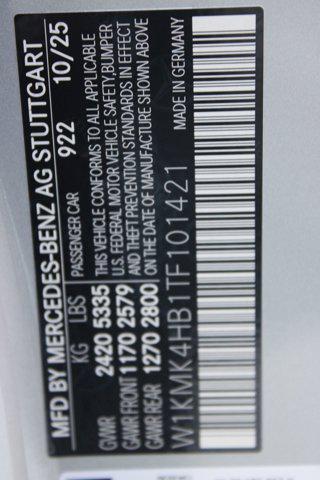 MFD BY MERCEDES-BENZ AG STUTTGART
922 10/25
KG LBS
GWR 2420 5335
GAWR FRONT 1170 2579
GAWR REAR 1270 2800
PASSENGER CAR
THIS VEHICLE CONFORMS TO ALL APPLICABLE
U.S. FEDERAL MOTOR VEHICLE SAFETY,BUMPER
AND THEFT PREVENTION STANDARDS IN EFFECT
ON THE DATE OF MANUFACTURE SHOWN ABOVE
W1KMK4HB1TF101421
MADE IN GERMANY